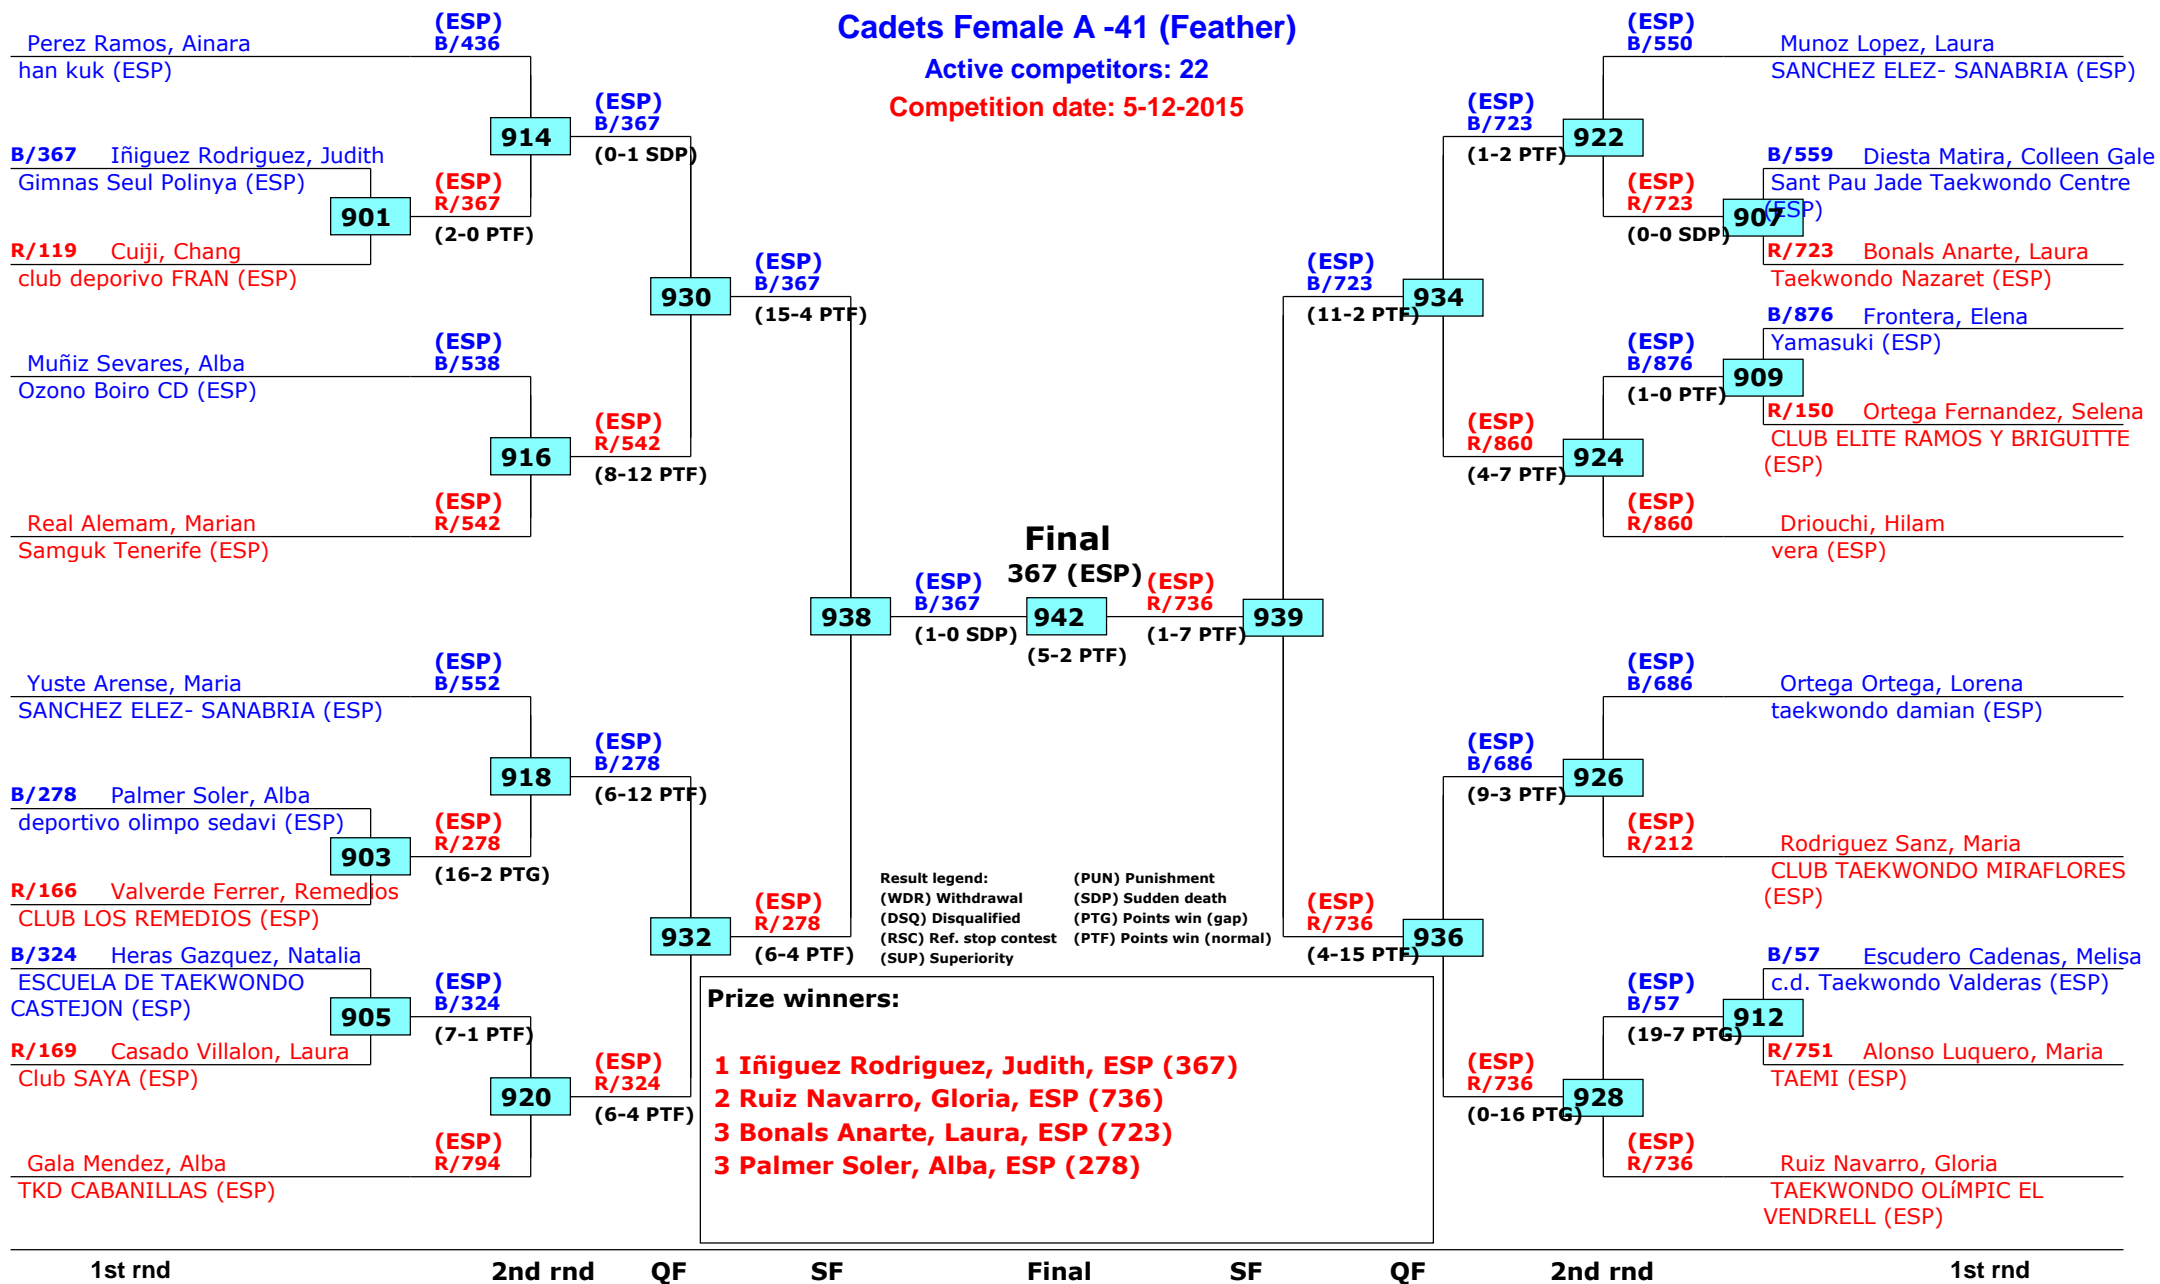 Cadets Female A -41 (Feather)
Active competitors: 22
Competition date: 5-12-2015
(ESP)
B/436
Perez Ramos, Ainara
han kuk (ESP)
B/367 Iñiguez Rodriguez, Judith
Gimnas Seul Polinya (ESP)
901
(ESP)
R/367
(2-0 PTF)
R/119 Cuiji, Chang
club deporivo FRAN (ESP)
914
(ESP)
B/367
(0-1 SDP)
(ESP)
B/538
Muñiz Sevares, Alba
Ozono Boiro CD (ESP)
916
(ESP)
R/542
(8-12 PTF)
(ESP)
R/542
Real Alemam, Marian
Samguk Tenerife (ESP)
930
(ESP)
B/367
(15-4 PTF)
(ESP)
B/552
Yuste Arense, Maria
SANCHEZ ELEZ- SANABRIA (ESP)
918
(ESP)
B/278
(6-12 PTF)
B/278 Palmer Soler, Alba
deportivo olimpo sedavi (ESP)
903
(ESP)
R/278
(16-2 PTG)
R/166 Valverde Ferrer, Remedios
CLUB LOS REMEDIOS (ESP)
B/324 Heras Gazquez, Natalia
ESCUELA DE TAEKWONDO
CASTEJON (ESP)
905
(ESP)
B/324
(7-1 PTF)
R/169 Casado Villalon, Laura
Club SAYA (ESP)
920
(ESP)
R/324
(6-4 PTF)
(ESP)
R/794
Gala Mendez, Alba
TKD CABANILLAS (ESP)
932
(ESP)
R/278
(6-4 PTF)
938
(ESP)
B/367
(1-0 SDP)
Final
367 (ESP)
942
(5-2 PTF)
(ESP)
R/736
(1-7 PTF)
939
(ESP)
B/723
(11-2 PTF)
934
(ESP)
B/723
(1-2 PTF)
922
(ESP)
B/550
Munoz Lopez, Laura
SANCHEZ ELEZ- SANABRIA (ESP)
B/559 Diesta Matira, Colleen Gale
Sant Pau Jade Taekwondo Centre
(ESP)
(ESP)
R/723
(0-0 SDP)
907
R/723 Bonals Anarte, Laura
Taekwondo Nazaret (ESP)
B/876 Frontera, Elena
Yamasuki (ESP)
(ESP)
B/876
(1-0 PTF)
909
R/150 Ortega Fernandez, Selena
CLUB ELITE RAMOS Y BRIGUITTE
(ESP)
(ESP)
R/860
(4-7 PTF)
924
(ESP)
R/860
Driouchi, Hilam
vera (ESP)
(ESP)
B/686
Ortega Ortega, Lorena
taekwondo damian (ESP)
(ESP)
B/686
(9-3 PTF)
926
(ESP)
R/212
Rodriguez Sanz, Maria
CLUB TAEKWONDO MIRAFLORES
(ESP)
(ESP)
R/736
(4-15 PTF)
936
B/57 Escudero Cadenas, Melisa
c.d. Taekwondo Valderas (ESP)
(ESP)
B/57
(19-7 PTG)
912
R/751 Alonso Luquero, Maria
TAEMI (ESP)
(ESP)
R/736
(0-16 PTG)
928
(ESP)
R/736
Ruiz Navarro, Gloria
TAEKWONDO OLíMPIC EL
VENDRELL (ESP)
Result legend: (PUN) Punishment
(WDR) Withdrawal (SDP) Sudden death
(DSQ) Disqualified (PTG) Points win (gap)
(RSC) Ref. stop contest (PTF) Points win (normal)
(SUP) Superiority
Prize winners:
1 Iñiguez Rodriguez, Judith, ESP (367)
2 Ruiz Navarro, Gloria, ESP (736)
3 Bonals Anarte, Laura, ESP (723)
3 Palmer Soler, Alba, ESP (278)
1st rnd 2nd rnd QF SF Final SF QF 2nd rnd 1st rnd